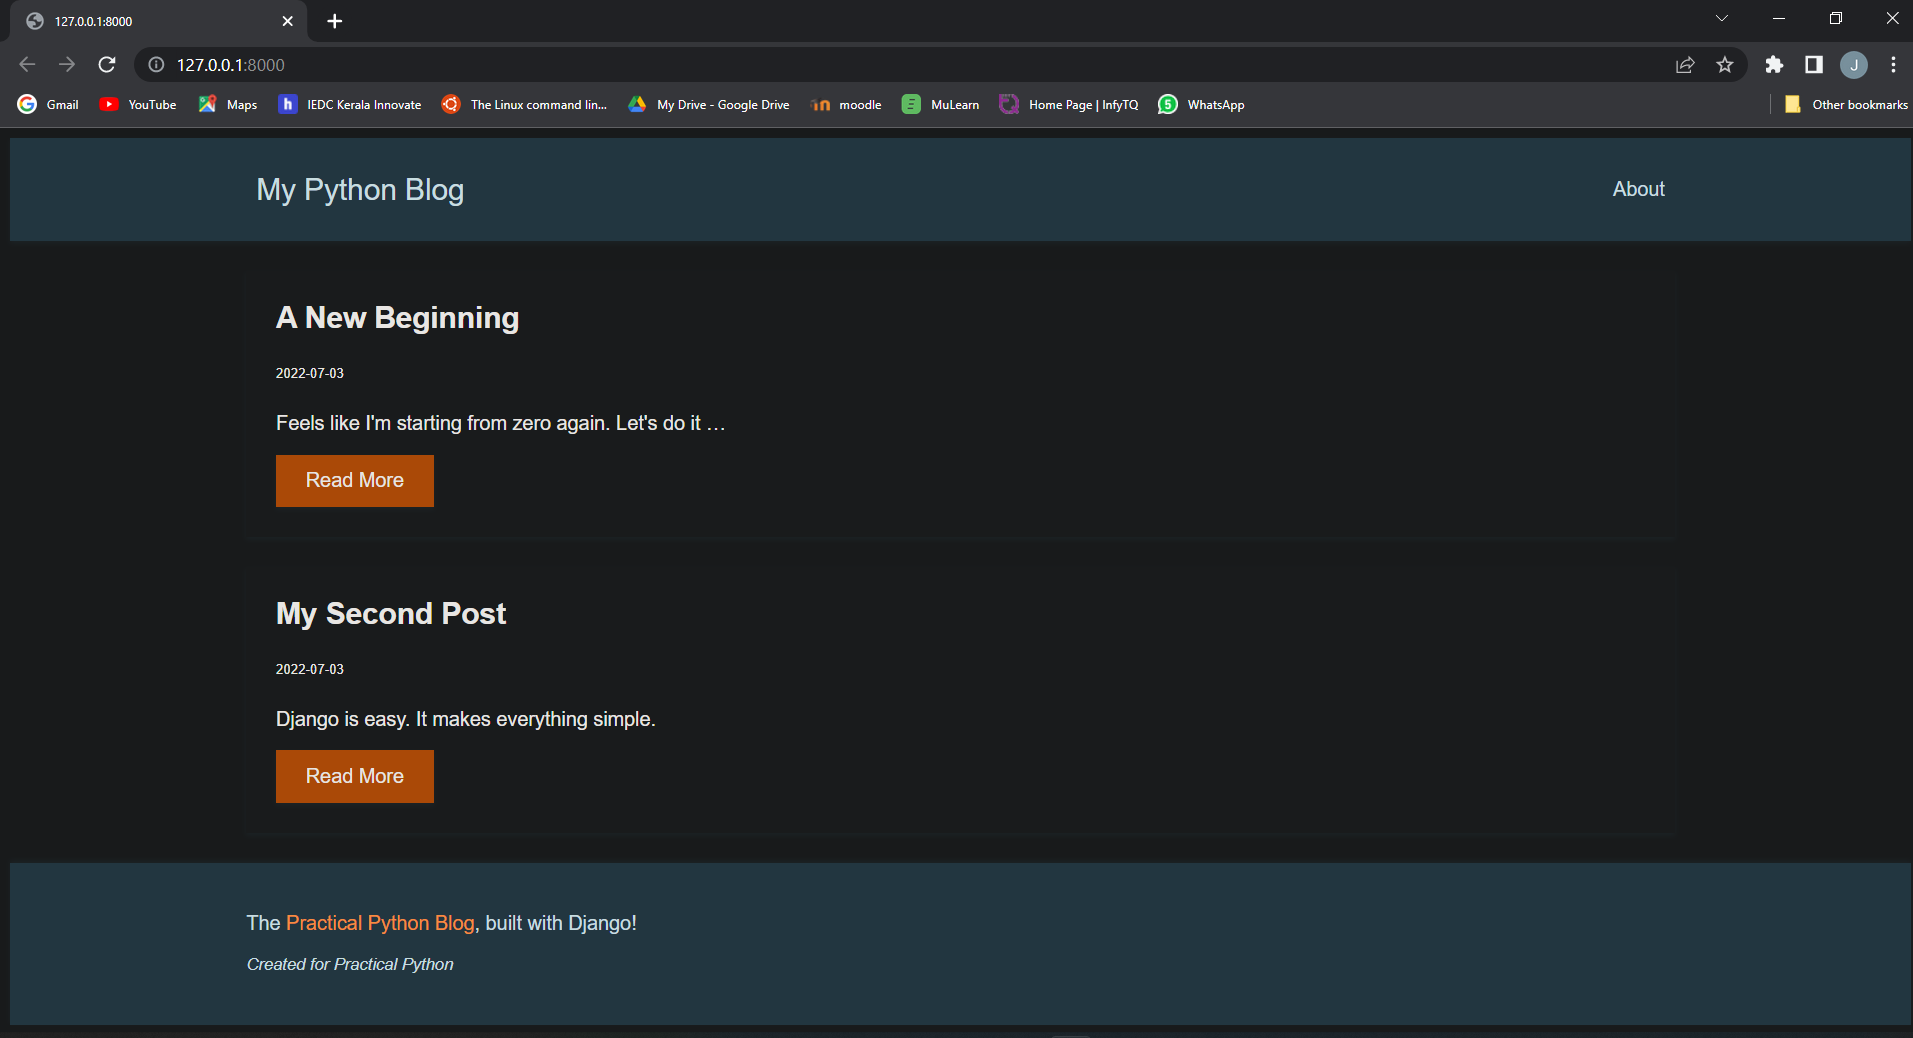 127.0.0.1:8000
127.0.0.1:8000
J
Gmail YouTube Maps h IEDC Kerala Innovate The Linux command lin... My Drive - Google Drive moodle MuLearn Home Page | InfyTQ 5 WhatsApp Other bookmarks
My Python Blog About
A New Beginning
2022-07-03
Feels like I'm starting from zero again. Let's do it …
Read More
My Second Post
2022-07-03
Django is easy. It makes everything simple.
Read More
The Practical Python Blog, built with Django!
Created for Practical Python